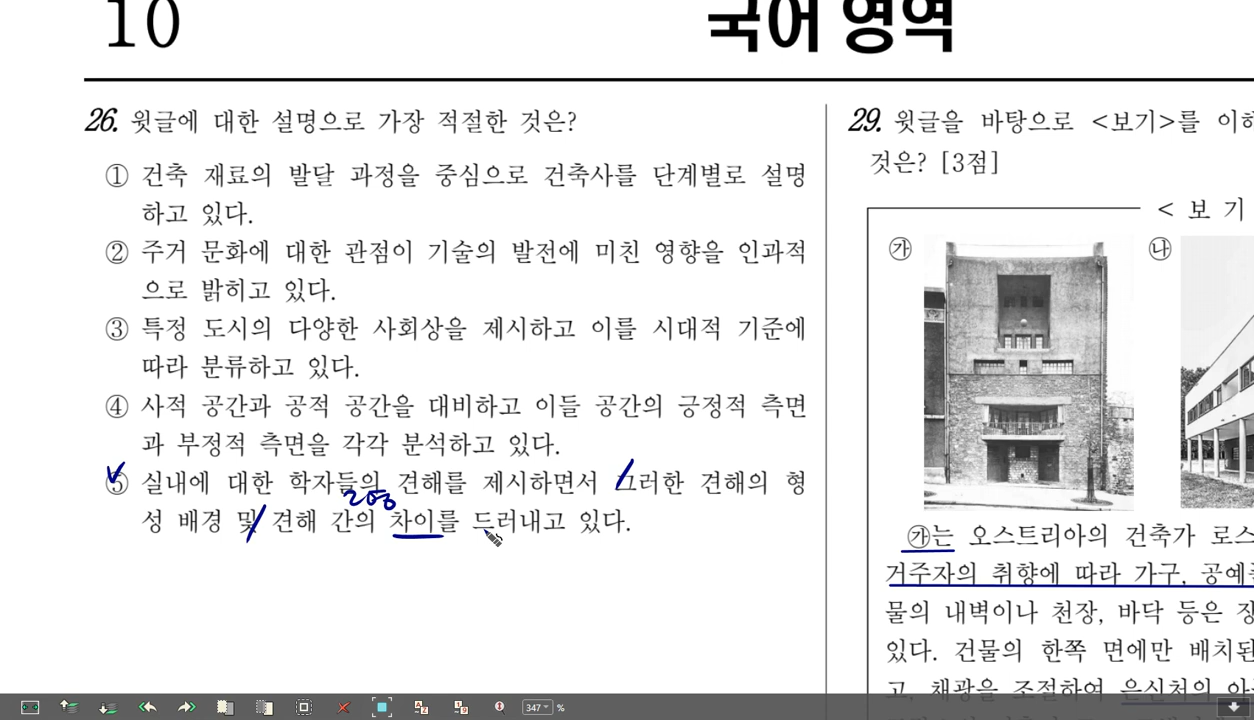 10
국어 영역
26. 윗글에 대한 설명으로 가장 적절한 것은?
① 건축 재료의 발달 과정을 중심으로 건축사를 단계별로 설명
하고 있다.
② 주거 문화에 대한 관점이 기술의 발전에 미친 영향을 인과적
으로 밝히고 있다.
③ 특정 도시의 다양한 사회상을 제시하고 이를 시대적 기준에
따라 분류하고 있다.
④ 사적 공간과 공적 공간을 대비하고 이들 공간의 긍정적 측면
과 부정적 측면을 각각 분석하고 있다.
⑤ 실내에 대한 학자들의 견해를 제시하면서 그러한 견해의 형
성 배경 및 견해 간의 차이를 드러내고 있다.
29. 윗글을 바탕으로 <보기>를
것은? [3점]
< 보 기
㉮
㉯
㉮는 오스트리아의 건축가 로스
거주자의 취향에 따라 가구, 공예
물의 내벽이나 천장, 바닥 등은
있다. 건물의 한쪽 면에만 배치된
고, 채광을 조절하여 은신처의
347 %